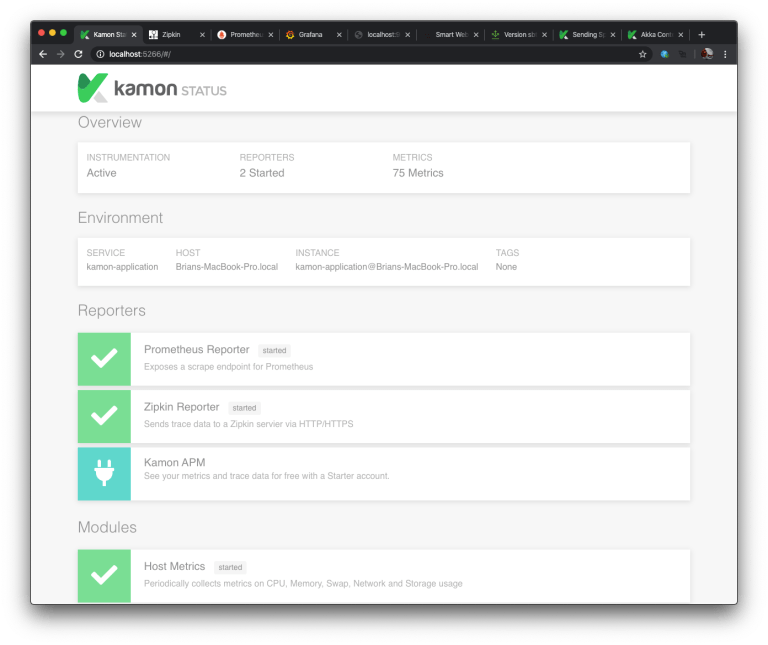 Kamon Sta
Zipkin
Prometheu
Grafana
localhost:9
Smart Web
Version sb
Sending S
Akka Cont
localhost:5266/#/
kamon STATUS
Overview
INSTRUMENTATION REPORTERS METRICS
Active 2 Started 75 Metrics
Environment
SERVICE HOST INSTANCE TAGS
kamon-application Brians-MacBook-Pro.local kamon-application@Brians-MacBook-Pro.local None
Reporters
Prometheus Reporter started
Exposes a scrape endpoint for Prometheus
Zipkin Reporter started
Sends trace data to a Zipkin servier via HTTP/HTTPS
Kamon APM
See your metrics and trace data for free with a Starter account.
Modules
Host Metrics started
Periodically collects metrics on CPU, Memory, Swap, Network and Storage usage